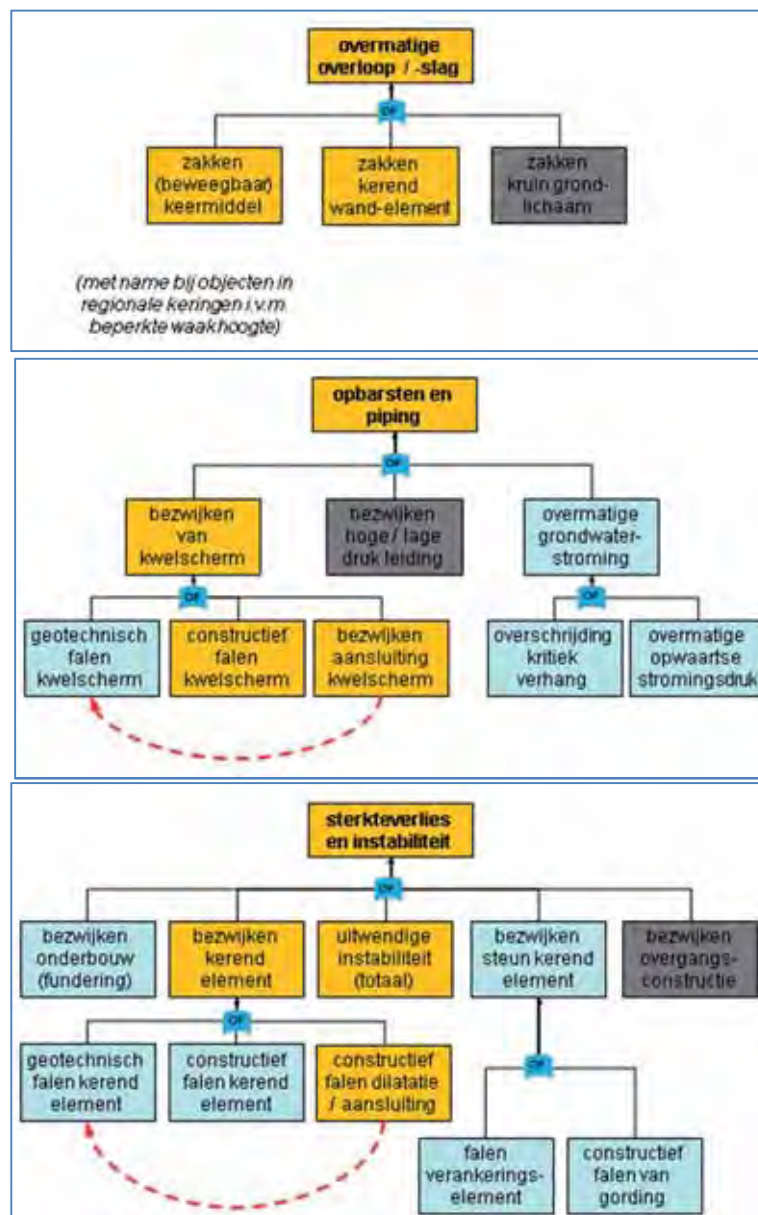 overmatige
overloop / -slag
OF
zakken
(beweegbaar)
keermiddel
zakken
kerend
wand-element
zakken
kruin grond-
lichaam
(met name bij objecten in
regionale keringen i.v.m.
beperkte waakhoogte)
opbarsten en
piping
OF
bezwijken
van
kwelscherm
bezwijken
hoge / lage
druk leiding
overmatige
grondwater-
stroming
OF
OF
geotechnisch
falen
kwelscherm
constructief
falen
kwelscherm
bezwijken
aansluiting
kwelscherm
overschrijding
kritiek
verhang
overmatige
opwaartse
stromingsdruk
sterkteverlies
en instabiliteit
OF
bezwijken
onderbouw
(fundering)
bezwijken
kerend
element
uitwendige
instabiliteit
(totaal)
bezwijken
steun kerend
element
bezwijken
overgangs-
constructie
OF
geotechnisch
falen kerend
element
constructief
falen kerend
element
constructief
falen dilatatie
/ aansluiting
OF
falen
verankerings-
element
constructief
falen van
gording